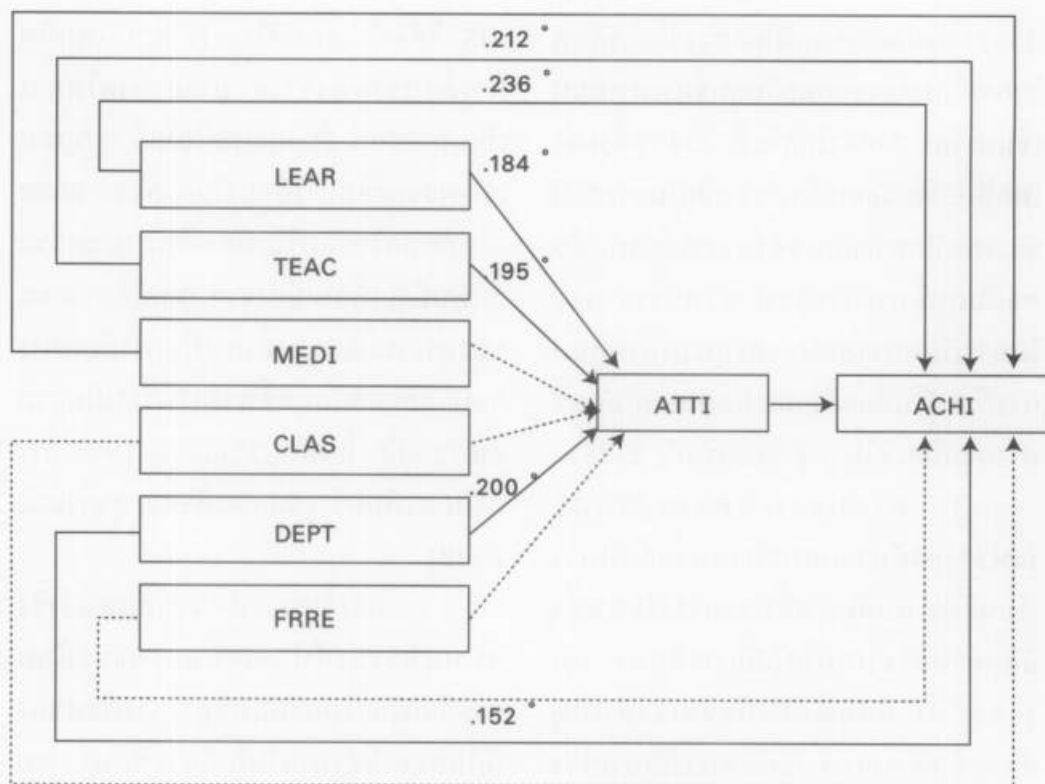 .212 *
.236 *
LEAR
.184 *
TEAC
.195 *
MEDI
ATTI
ACHI
CLAS
.200 *
DEPT
FRRE
.152 *